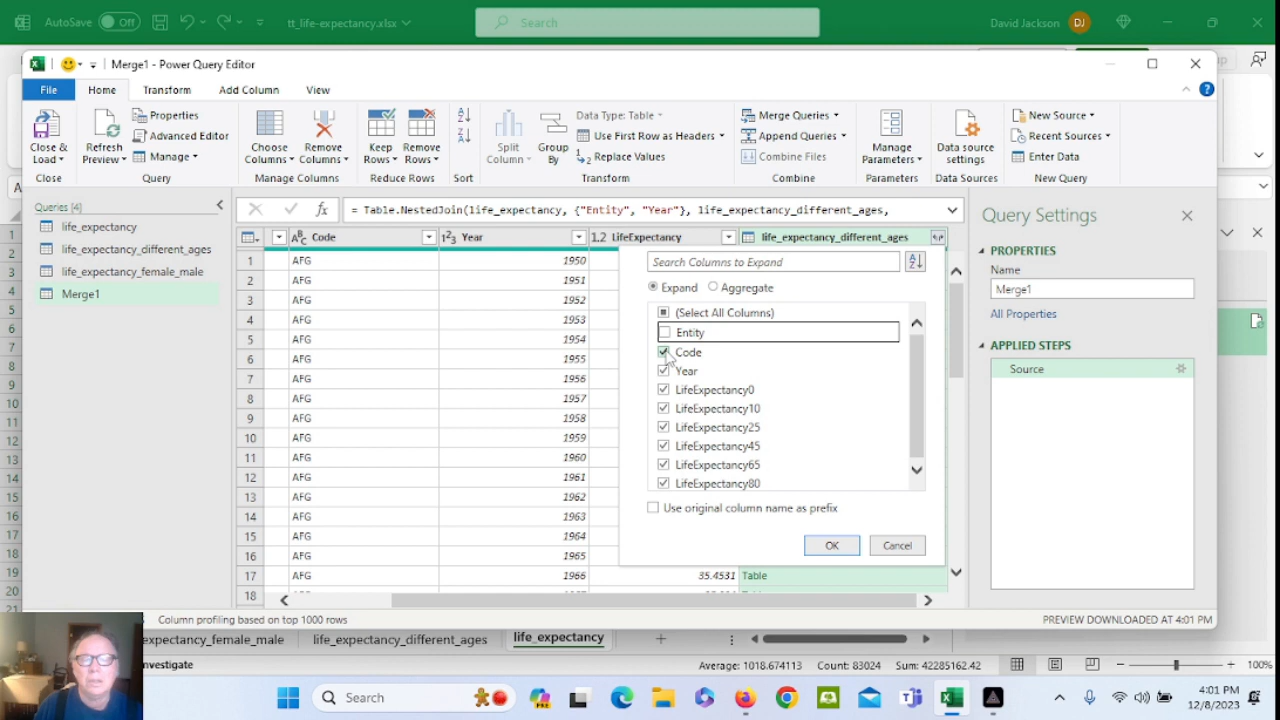 AutoSave Off tt_life-expectancy.xlsx Search David Jackson DJ
Merge1 - Power Query Editor
File Home Transform Add Column View
Close & Load Refresh Preview Properties Advanced Editor Manage Choose Columns Remove Columns Keep Rows Remove Rows Split Column Group By Data Type: Table Use First Row as Headers Replace Values Merge Queries Append Queries Combine Files Manage Parameters Data source settings New Source Recent Sources Enter Data
Close Query Manage Columns Reduce Rows Sort Transform Combine Parameters Data Sources New Query
Queries [4]
life_expectancy
life_expectancy_different_ages
life_expectancy_female_male
Merge1
fx = Table.NestedJoin(life_expectancy, {"Entity", "Year"}, life_expectancy_different_ages,
ABC Code 123 Year 1.2 LifeExpectancy life_expectancy_different_ages
1 AFG 1950
2 AFG 1951
3 AFG 1952
4 AFG 1953
5 AFG 1954
6 AFG 1955
7 AFG 1956
8 AFG 1957
9 AFG 1958
10 AFG 1959
11 AFG 1960
12 AFG 1961
13 AFG 1962
14 AFG 1963
15 AFG 1964
16 AFG 1965
17 AFG 1966 35.4531 Table
18
Search Columns to Expand
Expand Aggregate
(Select All Columns)
Entity
Code
Year
LifeExpectancy0
LifeExpectancy10
LifeExpectancy25
LifeExpectancy45
LifeExpectancy65
LifeExpectancy80
Use original column name as prefix
OK Cancel
Query Settings
PROPERTIES
Name
Merge1
All Properties
APPLIED STEPS
Source
Column profiling based on top 1000 rows PREVIEW DOWNLOADED AT 4:01 PM
expectancy_female_male life_expectancy_different_ages life_expectancy
Average: 1018.674113 Count: 83024 Sum: 42285162.42 100%
Search
4:01 PM
12/8/2023